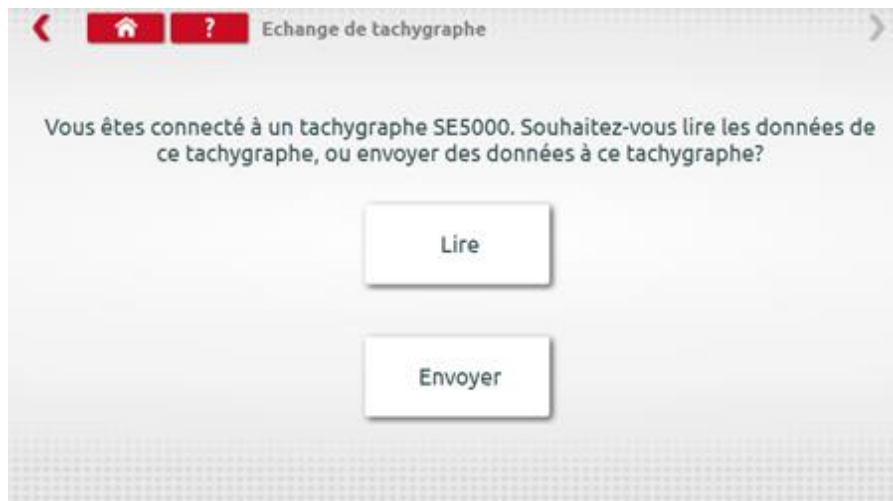 ? Echange de tachygraphe
Vous êtes connecté à un tachygraphe SE5000. Souhaitez-vous lire les données de
ce tachygraphe, ou envoyer des données à ce tachygraphe?
Lire
Envoyer